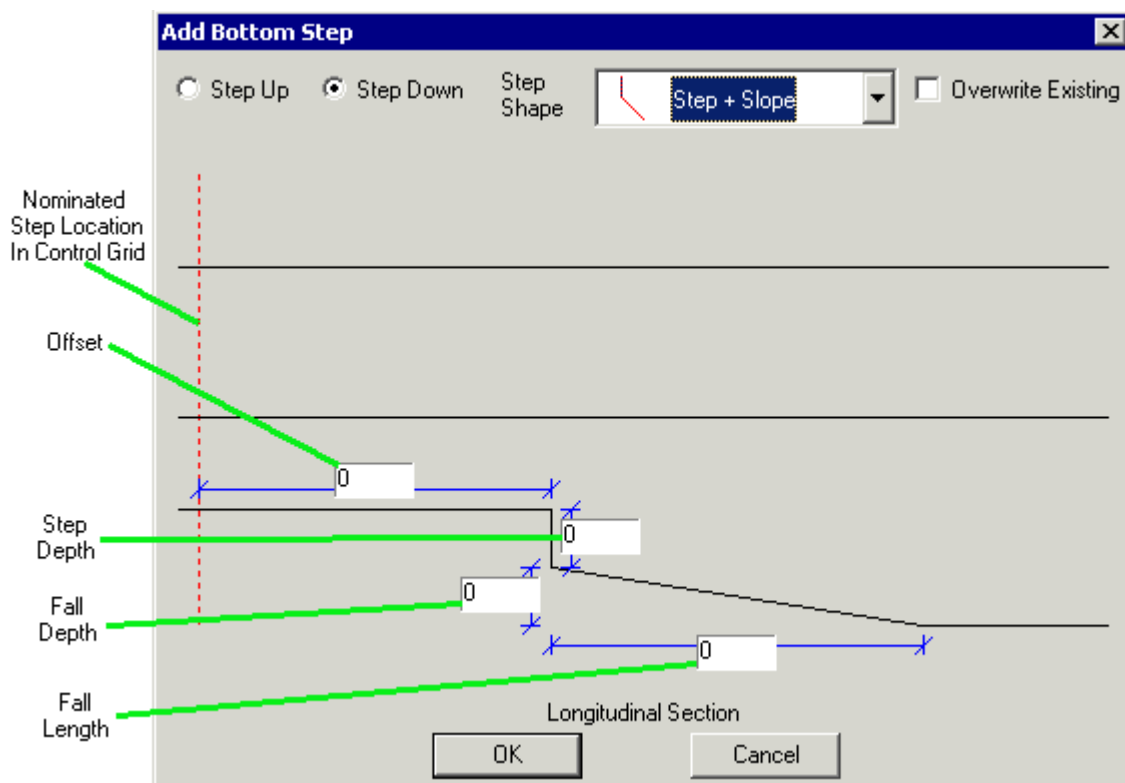 Add Bottom Step
Step Up
Step Down
Step
Shape
Step + Slope
Overwrite Existing
Nominated
Step Location
In Control Grid
Offset
0
Step
Depth
0
Fall
Depth
0
Fall
Length
0
Longitudinal Section
OK
Cancel